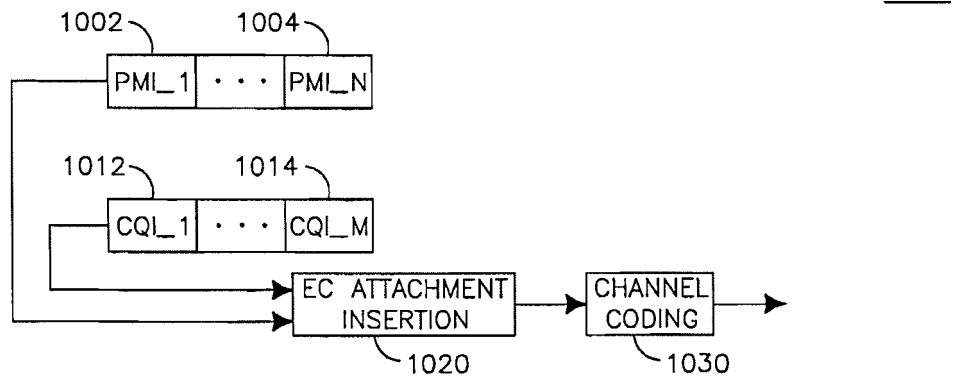 1002 1004
PMI_1 · · · PMI_N
1012 1014
CQI_1 · · · CQI_M
EC ATTACHMENT
INSERTION
CHANNEL
CODING
1020 1030